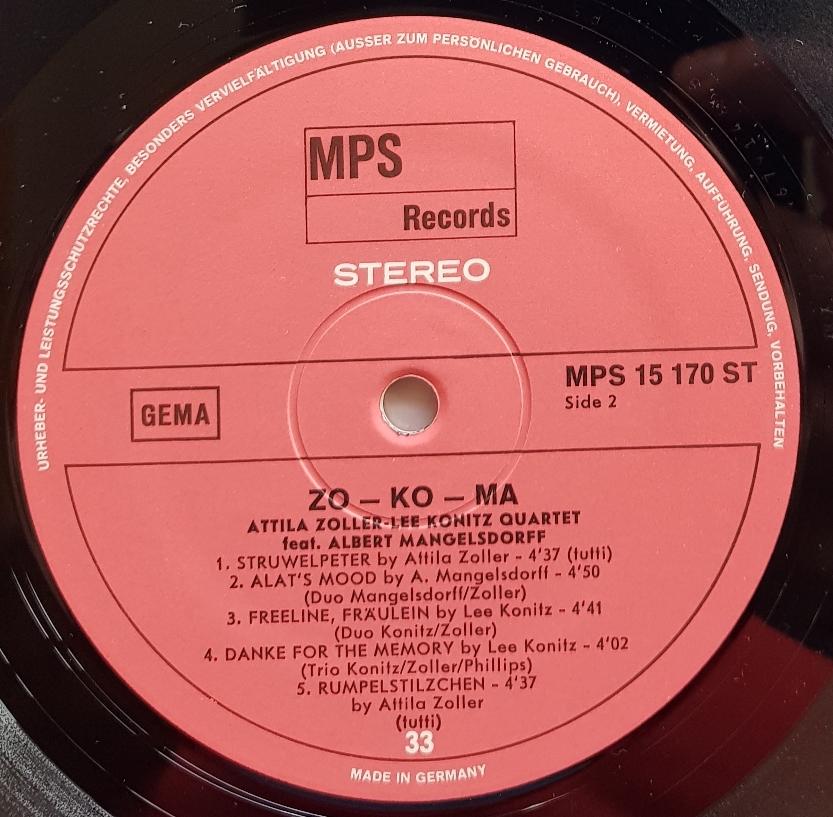 URHEBER- UND LEISTUNGSSCHUTZRECHTE, BESONDERS VERVIELFÄLTIGUNG (AUSSER ZUM PERSÖNLICHEN GEBRAUCH), VERMIETUNG, AUFFÜHRUNG, SENDUNG, VORBEHALTEN
MPS
Records
STEREO
GEMA
MPS 15 170 ST
Side 2
ZO – KO – MA
ATTILA ZOLLER-LEE KONITZ QUARTET
feat. ALBERT MANGELSDORFF
1. STRUWELPETER by Attila Zoller - 4'37 (tutti)
2. ALAT'S MOOD by A. Mangelsdorff - 4'50
(Duo Mangelsdorff/Zoller)
3. FREELINE, FRÄULEIN by Lee Konitz - 4'41
(Duo Konitz/Zoller)
4. DANKE FOR THE MEMORY by Lee Konitz - 4'02
(Trio Konitz/Zoller/Phillips)
5. RUMPELSTILZCHEN - 4'37
by Attila Zoller
(tutti)
33
MADE IN GERMANY